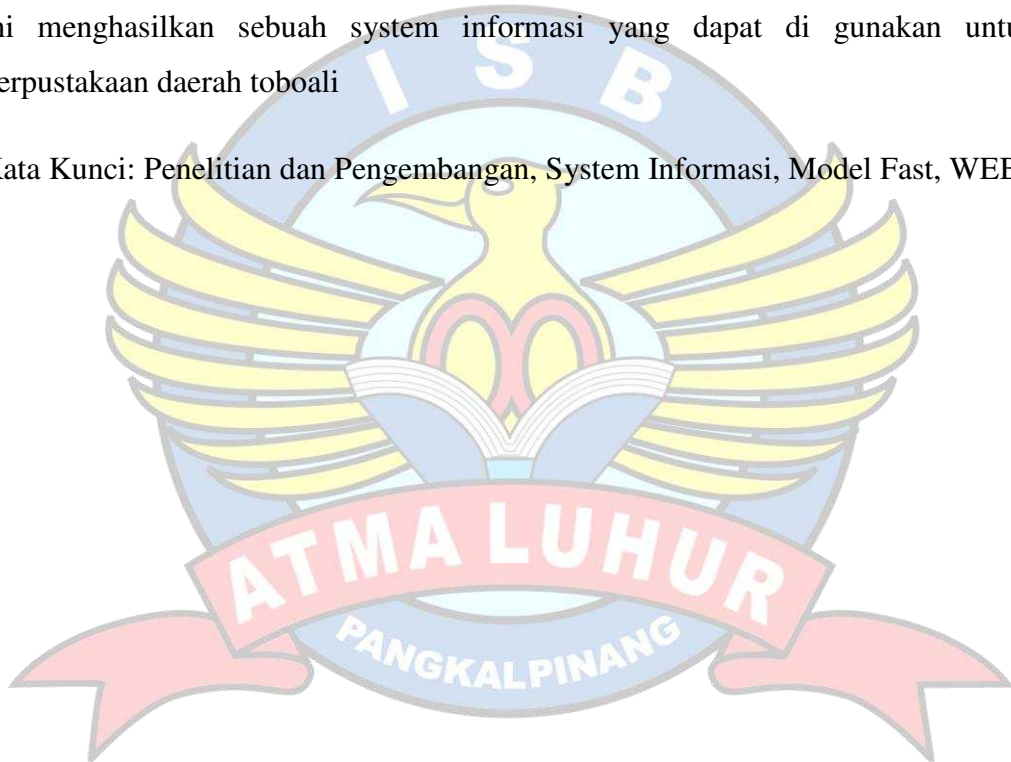 ni menghasilkan sebuah system informasi yang dapat di gunakan untu
erpustakaan daerah toboali
Kata Kunci: Penelitian dan Pengembangan, System Informasi, Model Fast, WEB
I S B
ATMA LUHUR
PANGKALPINANG